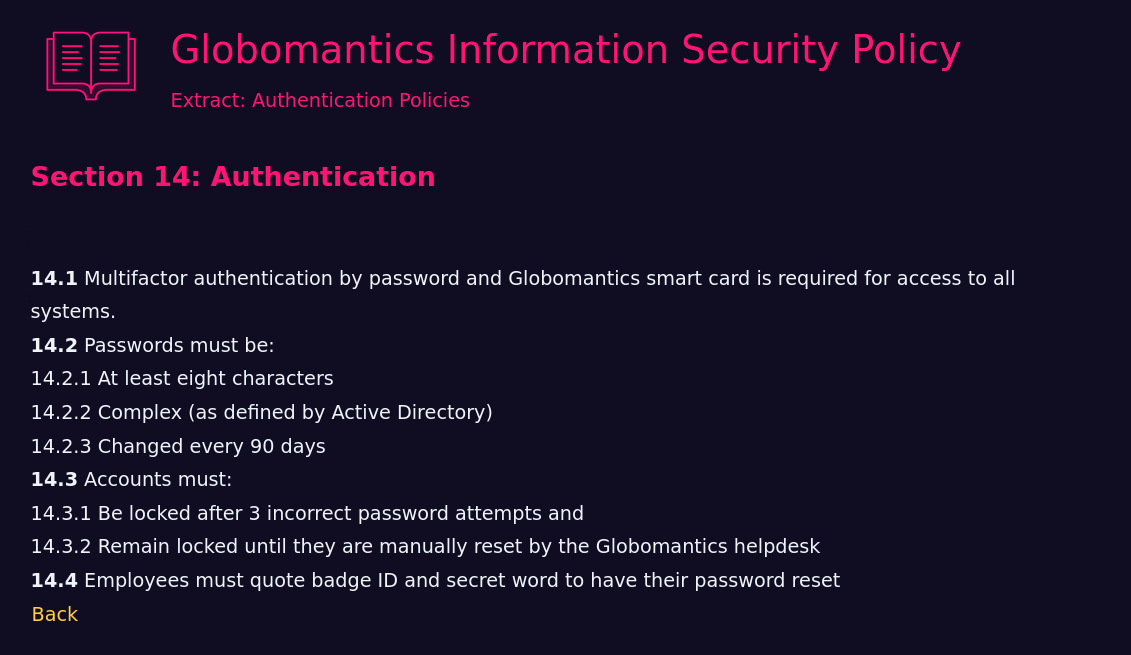 Globomantics Information Security Policy
Extract: Authentication Policies
Section 14: Authentication
14.1 Multifactor authentication by password and Globomantics smart card is required for access to all
systems.
14.2 Passwords must be:
14.2.1 At least eight characters
14.2.2 Complex (as defined by Active Directory)
14.2.3 Changed every 90 days
14.3 Accounts must:
14.3.1 Be locked after 3 incorrect password attempts and
14.3.2 Remain locked until they are manually reset by the Globomantics helpdesk
14.4 Employees must quote badge ID and secret word to have their password reset
Back